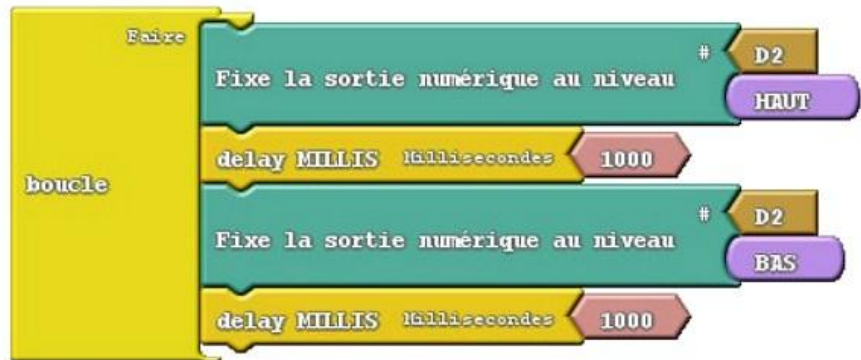 Faire
#
D2
Fixe la sortie numérique au niveau
HAUT
delay MILLIS Millisecondes 1000
boucle
#
D2
Fixe la sortie numérique au niveau
BAS
delay MILLIS Millisecondes 1000